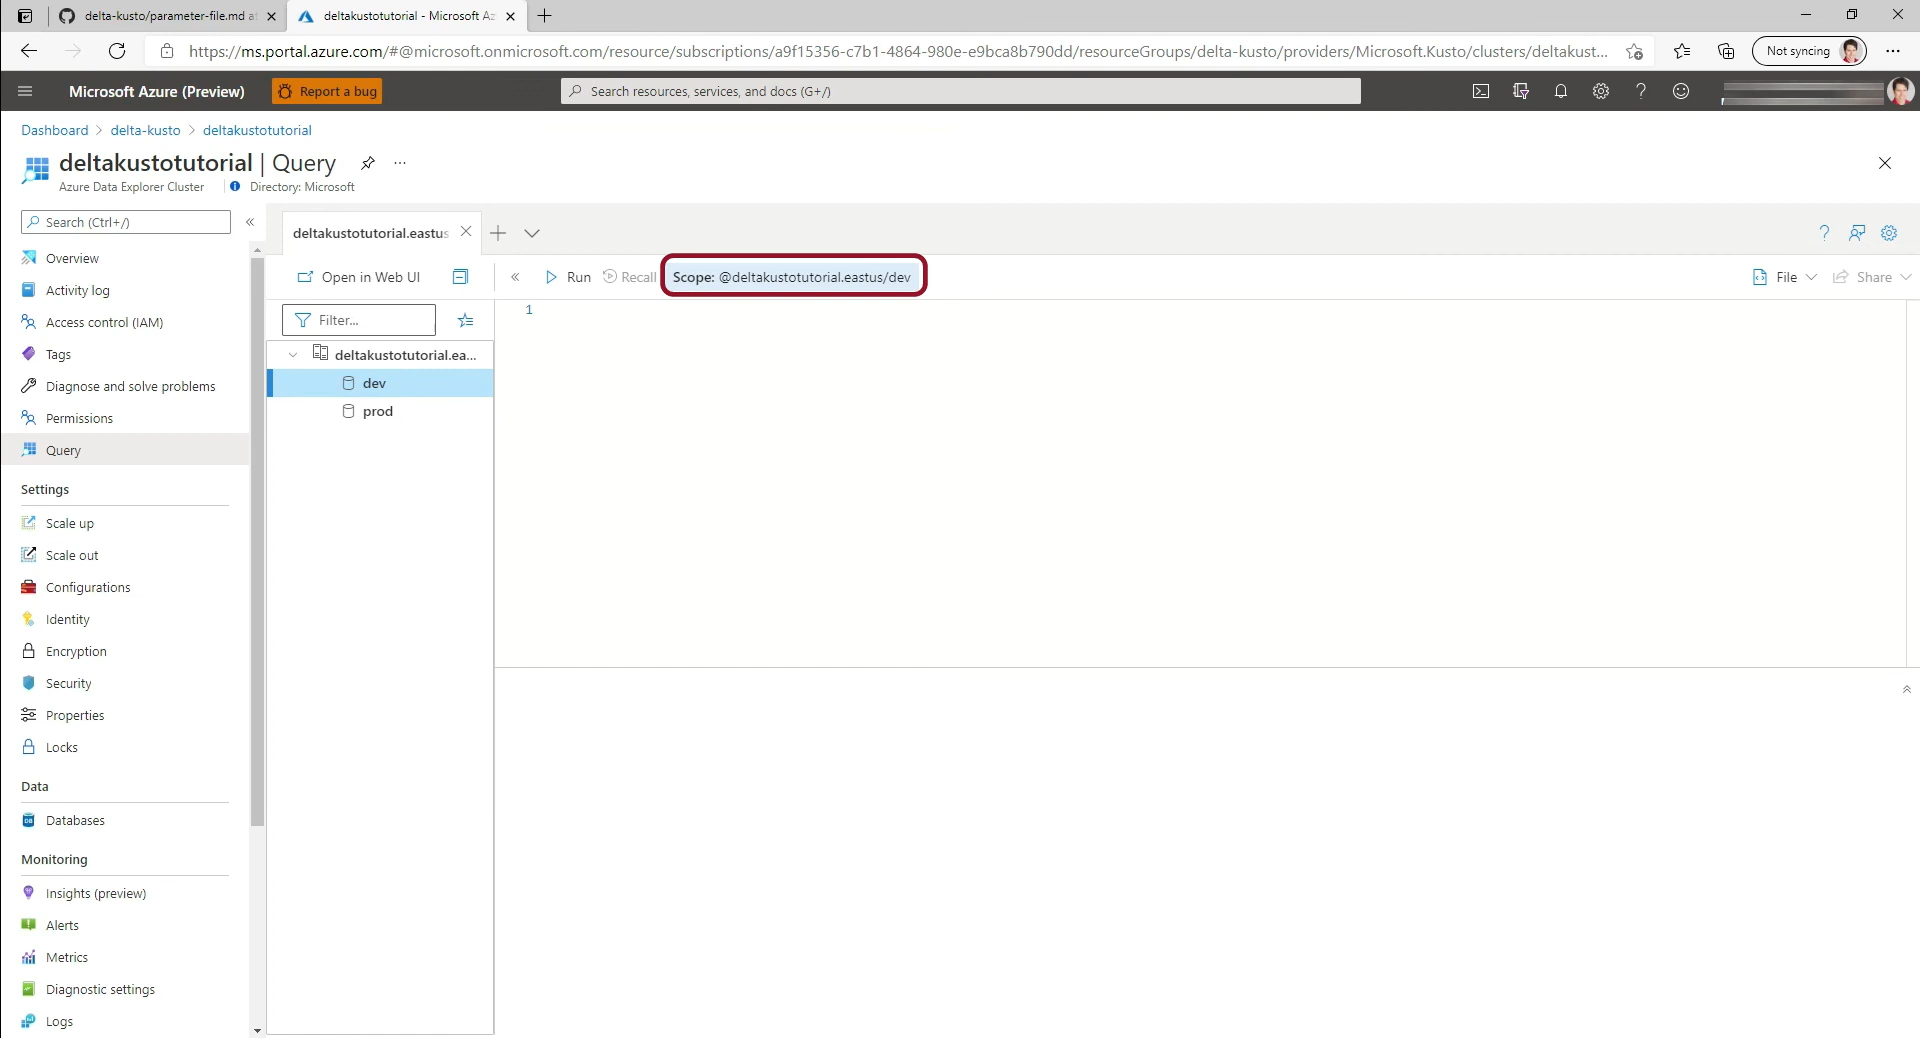 delta-kusto/parameter-file.md at
deltakustotutorial - Microsoft Az
https://ms.portal.azure.com/#@microsoft.onmicrosoft.com/resource/subscriptions/a9f15356-c7b1-4864-980e-e9bca8b790dd/resourceGroups/delta-kusto/providers/Microsoft.Kusto/clusters/deltakust...
Not syncing
Microsoft Azure (Preview)
Report a bug
Search resources, services, and docs (G+/)
Dashboard > delta-kusto > deltakustotutorial
deltakustotutorial | Query
Azure Data Explorer Cluster
Directory: Microsoft
Search (Ctrl+/)
Overview
Activity log
Access control (IAM)
Tags
Diagnose and solve problems
Permissions
Query
Settings
Scale up
Scale out
Configurations
Identity
Encryption
Security
Properties
Locks
Data
Databases
Monitoring
Insights (preview)
Alerts
Metrics
Diagnostic settings
Logs
deltakustotutorial.eastus
Open in Web UI
Run
Recall
Scope: @deltakustotutorial.eastus/dev
File
Share
Filter...
deltakustotutorial.ea...
dev
prod
1